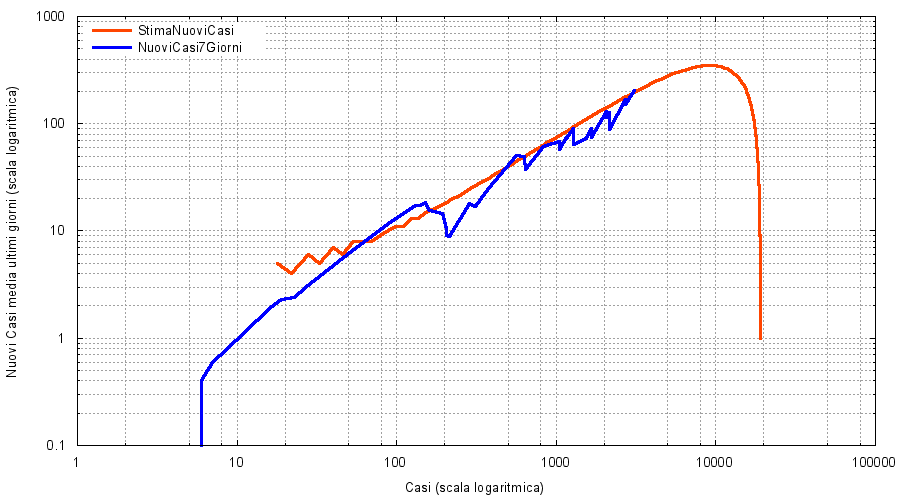 1000
StimaNuoviCasi
NuoviCasi7Giorni
100
10
1
0.1
Nuovi Casi media ultimi giorni (scala logaritmica)
1 10 100 1000 10000 100000
Casi (scala logaritmica)